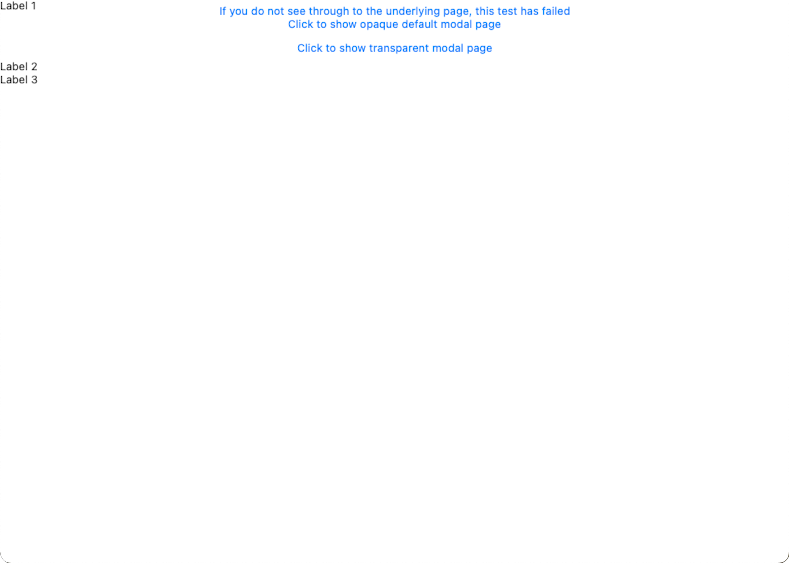 Label 1
If you do not see through to the underlying page, this test has failed
Click to show opaque default modal page
Click to show transparent modal page
Label 2
Label 3